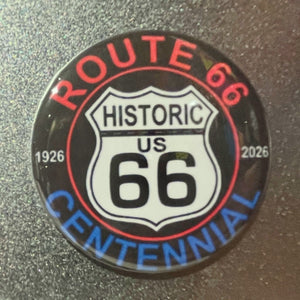 ROUTE 66
HISTORIC
US
1926
66
2026
CENTENNIAL